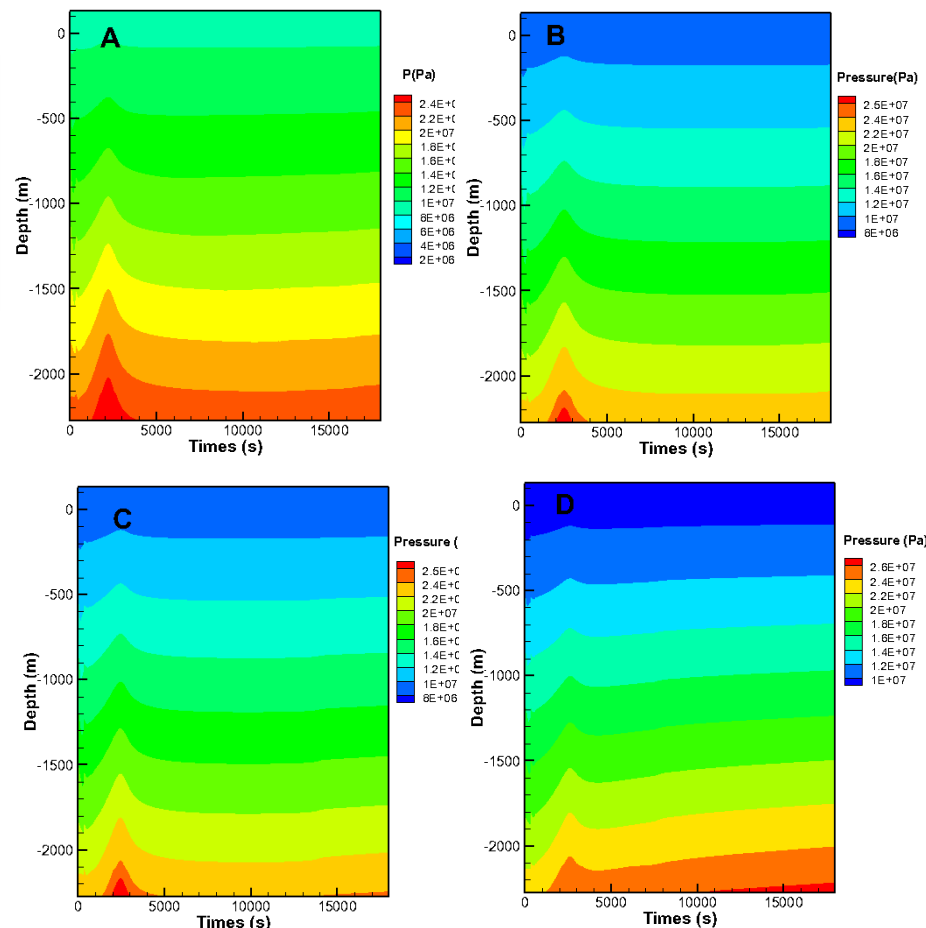 A
P(Pa)
2.4E+0
2.2E+0
2E+07
1.8E+0
1.6E+0
1.4E+0
1.2E+0
1E+07
8E+06
6E+06
4E+06
2E+06
Depth (m)
0
-500
-1000
-1500
-2000
0 5000 10000 15000
Times (s)
B
Pressure(Pa)
2.5E+07
2.4E+07
2.2E+07
2E+07
1.8E+07
1.6E+07
1.4E+07
1.2E+07
1E+07
8E+06
Depth (m)
0
-500
-1000
-1500
-2000
0 5000 10000 15000
Times (s)
C
Pressure (
2.5E+0
2.4E+0
2.2E+0
2E+07
1.8E+0
1.6E+0
1.4E+0
1.2E+0
1E+07
8E+06
Depth (m)
0
-500
-1000
-1500
-2000
0 5000 10000 15000
Times (s)
D
Pressure (Pa)
2.6E+07
2.4E+07
2.2E+07
2E+07
1.8E+07
1.6E+07
1.4E+07
1.2E+07
1E+07
Depth (m)
0
-500
-1000
-1500
-2000
0 5000 10000 15000
Times (s)